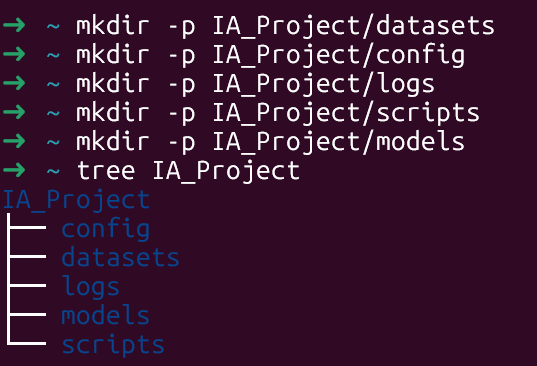 ➜ ~ mkdir -p IA_Project/datasets
➜ ~ mkdir -p IA_Project/config
➜ ~ mkdir -p IA_Project/logs
➜ ~ mkdir -p IA_Project/scripts
➜ ~ mkdir -p IA_Project/models
➜ ~ tree IA_Project
IA_Project
├── config
├── datasets
├── logs
├── models
└── scripts